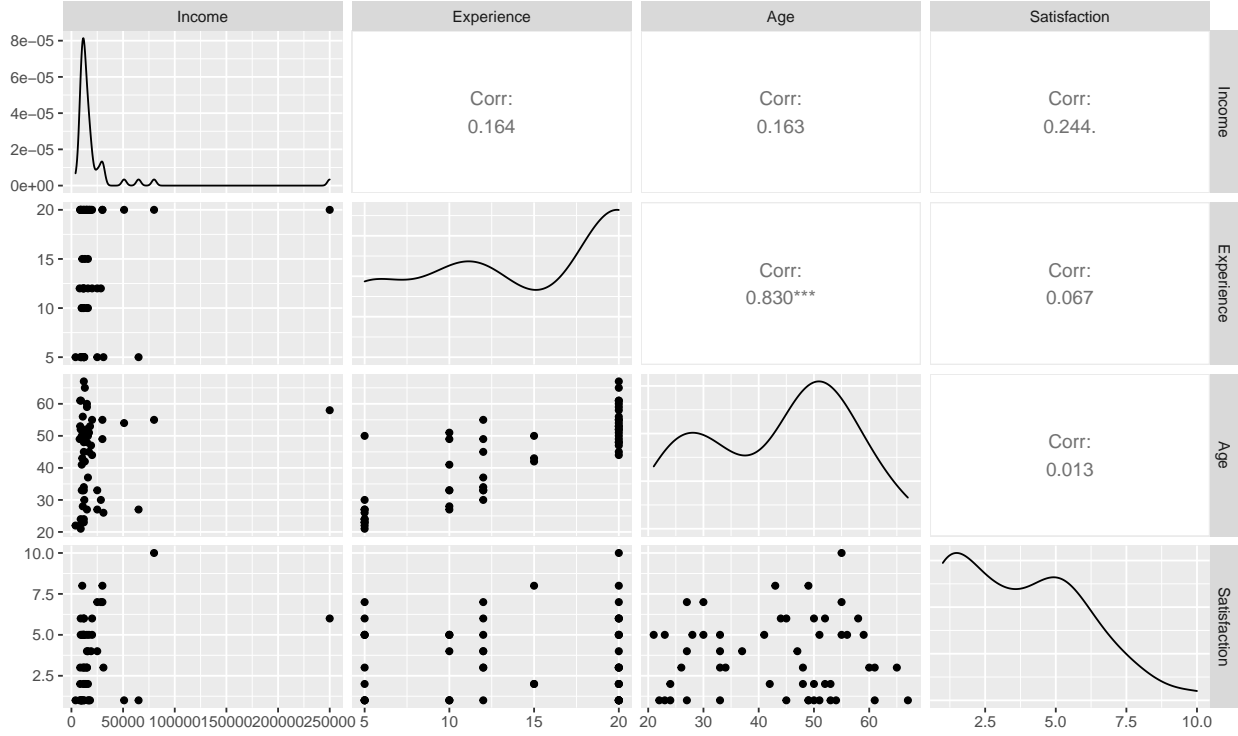 Income Experience Age Satisfaction
8e−05
6e−05
4e−05
2e−05
0e+00
Corr:
0.164
Corr:
0.163
Corr:
0.244.
Income
20
15
10
5
Corr:
0.830***
Corr:
0.067
Experience
60
50
40
30
20
Corr:
0.013
Age
10.0
7.5
5.0
2.5
Satisfaction
0 50000 100000 150000 200000 250000 5 10 15 20 20 30 40 50 60 2.5 5.0 7.5 10.0